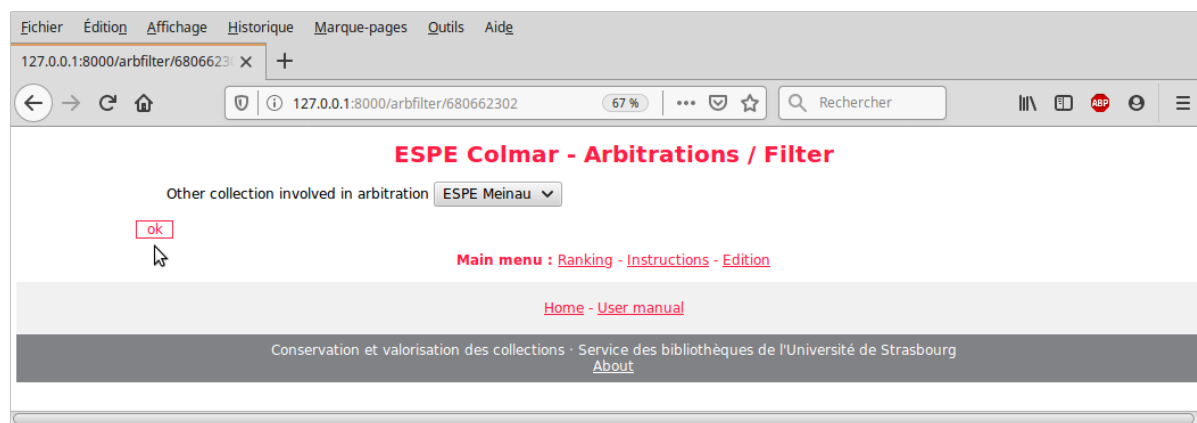 Fichier Édition Affichage Historique Marque-pages Outils Aide
127.0.0.1:8000/arbfilter/6806623
127.0.0.1:8000/arbfilter/680662302 67 % Rechercher ABP
ESPE Colmar - Arbitrations / Filter
Other collection involved in arbitration ESPE Meinau
ok
Main menu : Ranking - Instructions - Edition
Home - User manual
Conservation et valorisation des collections · Service des bibliothèques de l'Université de Strasbourg
About